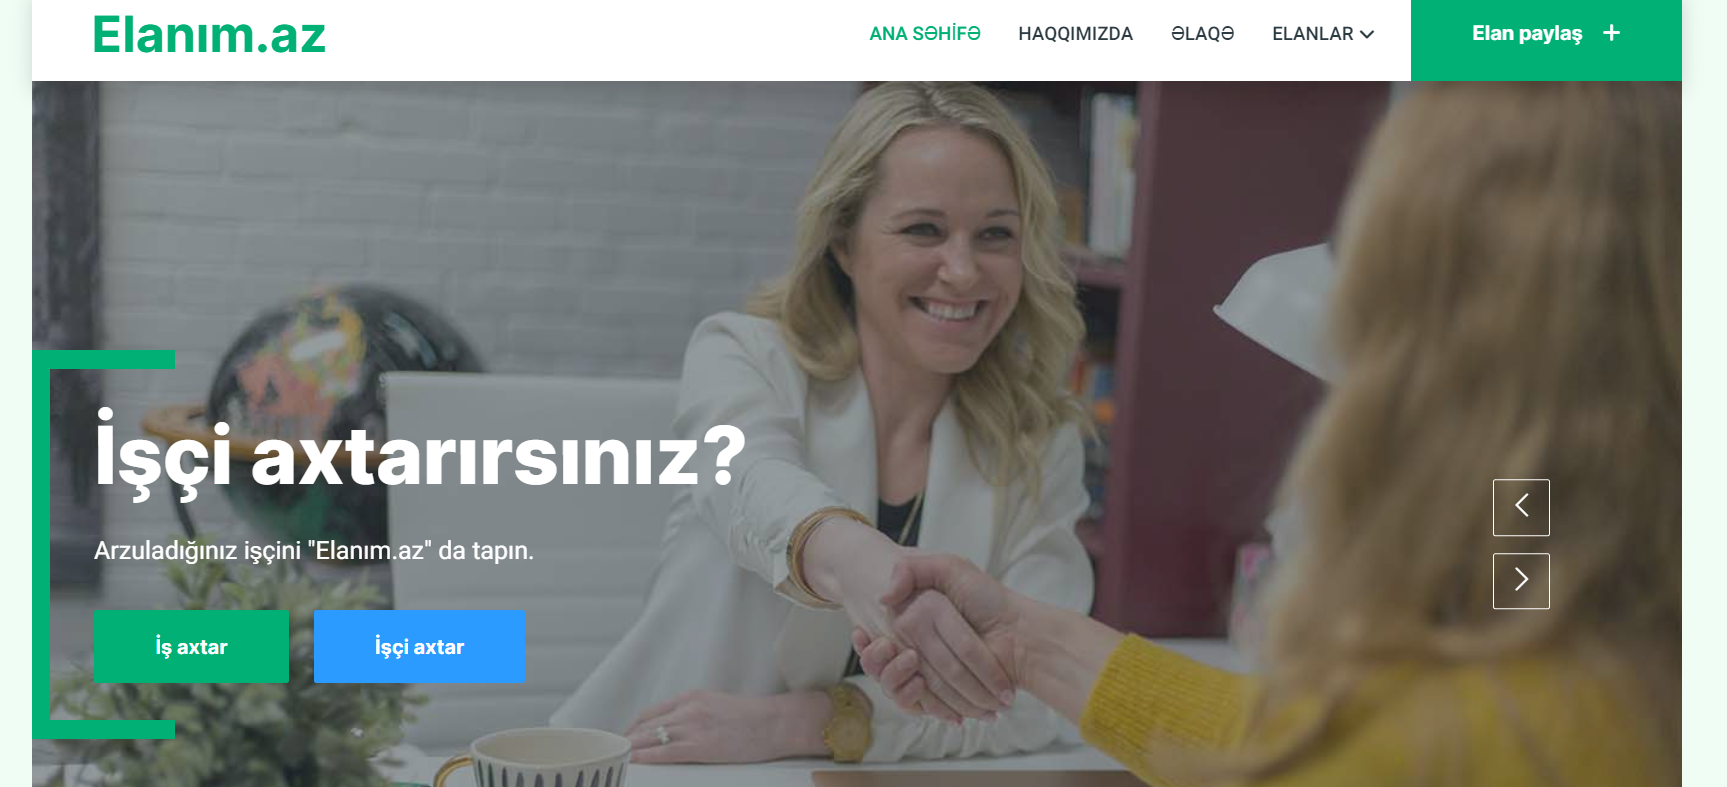 Elanım.az
ANA SƏHİFƏ
HAQQIMIZDA
ƏLAQƏ
ELANLAR
Elan paylaş +
İşçi axtarırsınız?
Arzuladığınız işçini "Elanım.az" da tapın.
İş axtar
İşçi axtar